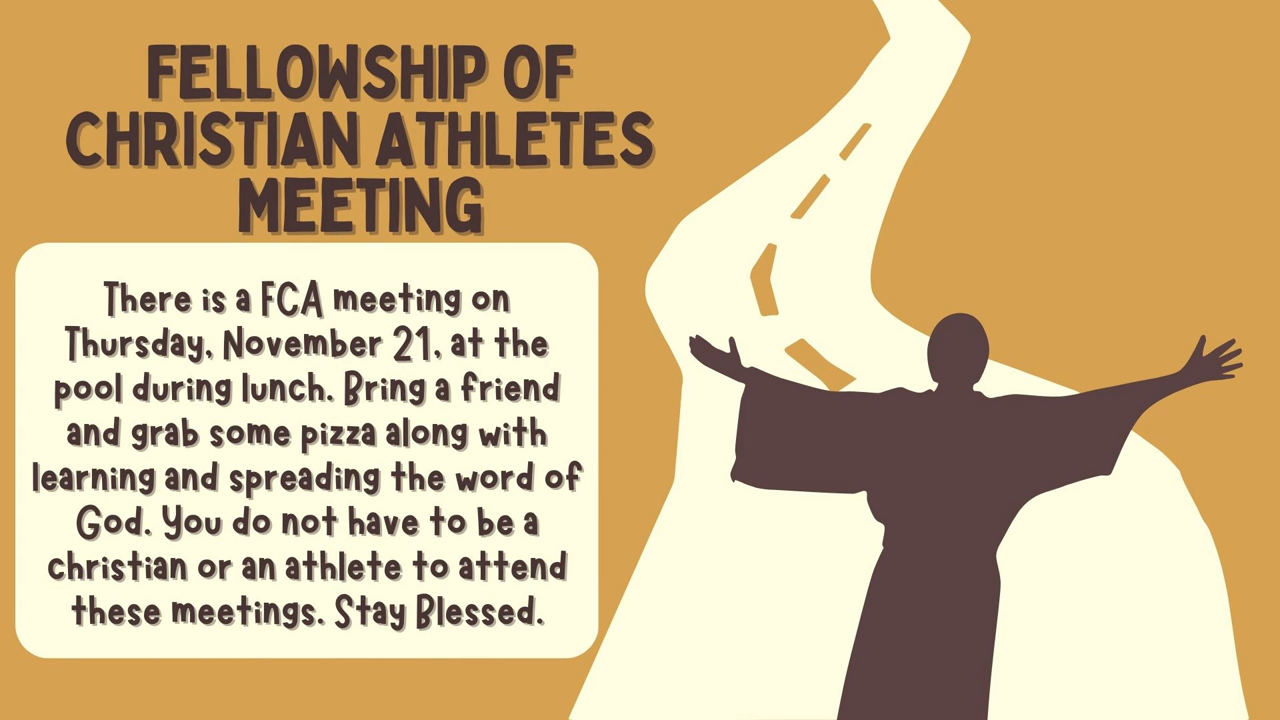 FELLOWSHIP OF
CHRISTIAN ATHLETES
MEETING
There is a FCA meeting on
Thursday, November 21, at the
pool during lunch. Bring a friend
and grab some pizza along with
learning and spreading the word of
God. You do not have to be a
christian or an athlete to attend
these meetings. Stay Blessed.